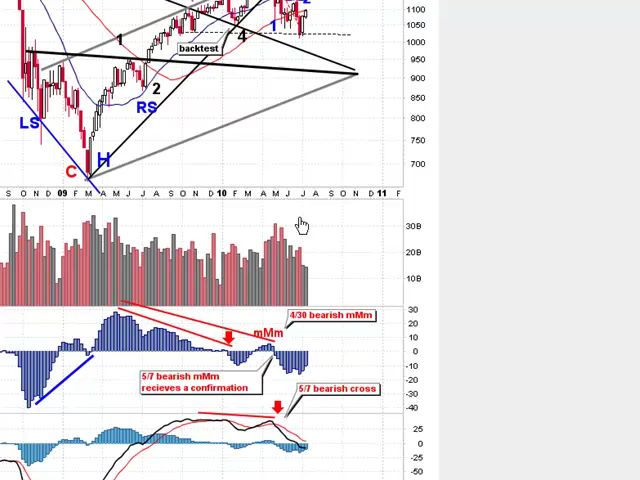 1100
1050
1000
950
900
850
800
750
700
1
backtest
4
1
2
2
RS
LS
H
C
S O N D 09 F M A M J J A S O N D 10 F M A M J J A S O N D 11 F
30B
20B
10B
30
20
10
0
-10
-20
-30
-40
4/30 bearish mMm
mMm
5/7 bearish mMm
recieves a confirmation
5/7 bearish cross
25
0
-25
-50